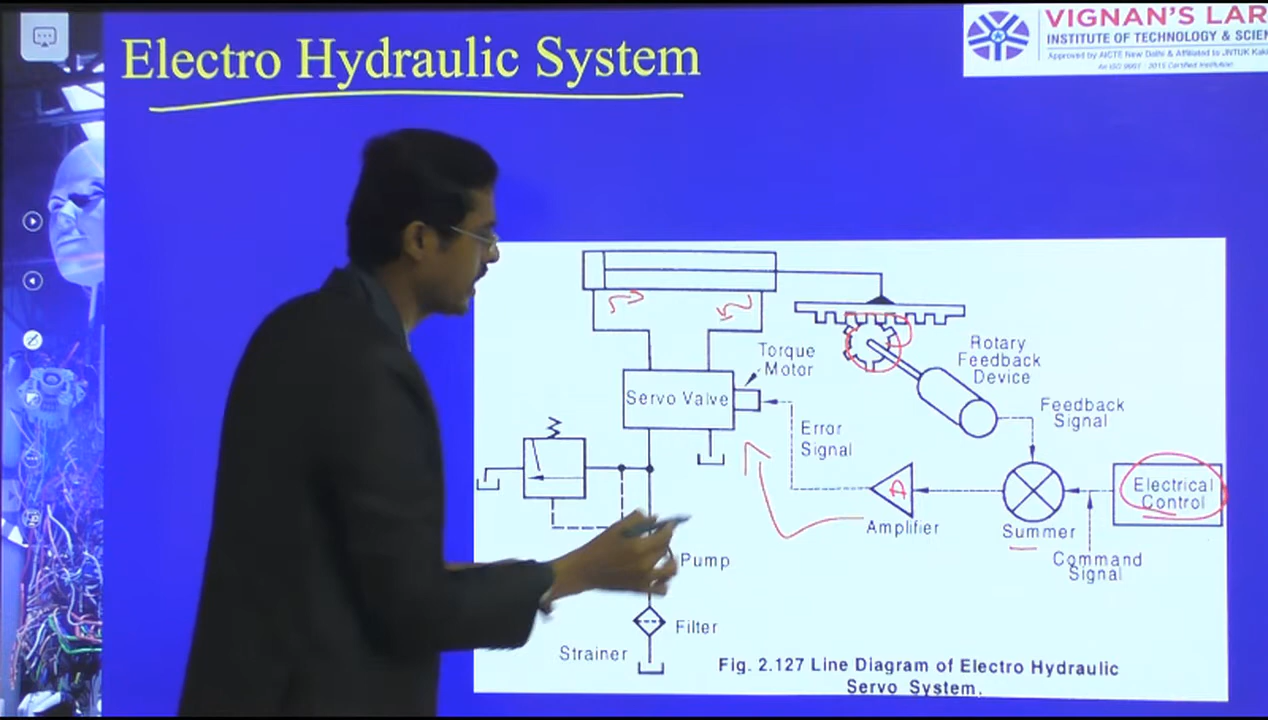 Electro Hydraulic System
VIGNAN'S LAR
INSTITUTE OF TECHNOLOGY & SCIEN
Approved by AICTE New Delhi & Affiliated to JNTUK Kaki
An ISO 9001 : 2015 Certified Institution
Torque
Motor
Servo Valve
Rotary
Feedback
Device
Feedback
Signal
Error
Signal
A
Amplifier
Summer
Electrical
Control
Command
Signal
Pump
Filter
Strainer
Fig. 2.127 Line Diagram of Electro Hydraulic
Servo System.